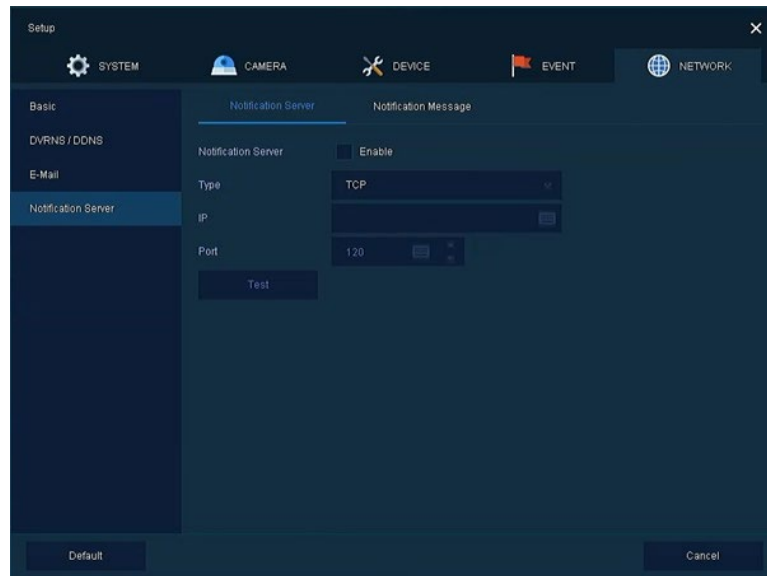 Setup
SYSTEM CAMERA DEVICE EVENT NETWORK
Basic
Notification Server Notification Message
DVRNS / DDNS
Notification Server Enable
E-Mail
Type TCP
Notification Server
IP
Port 120
Test
Default Cancel